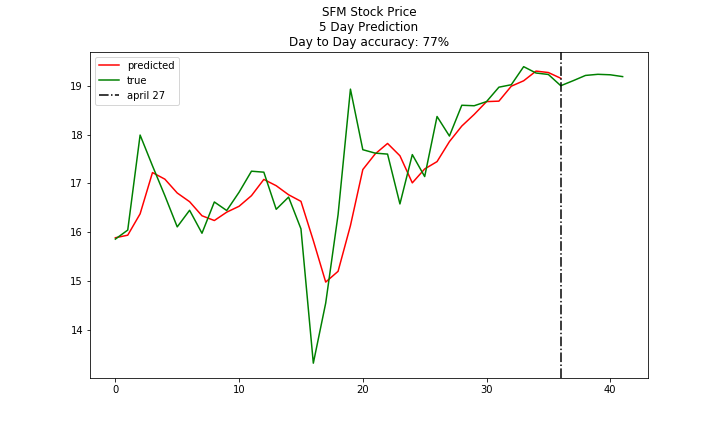 SFM Stock Price
5 Day Prediction
Day to Day accuracy: 77%
predicted
true
april 27
19
18
17
16
15
14
0 10 20 30 40